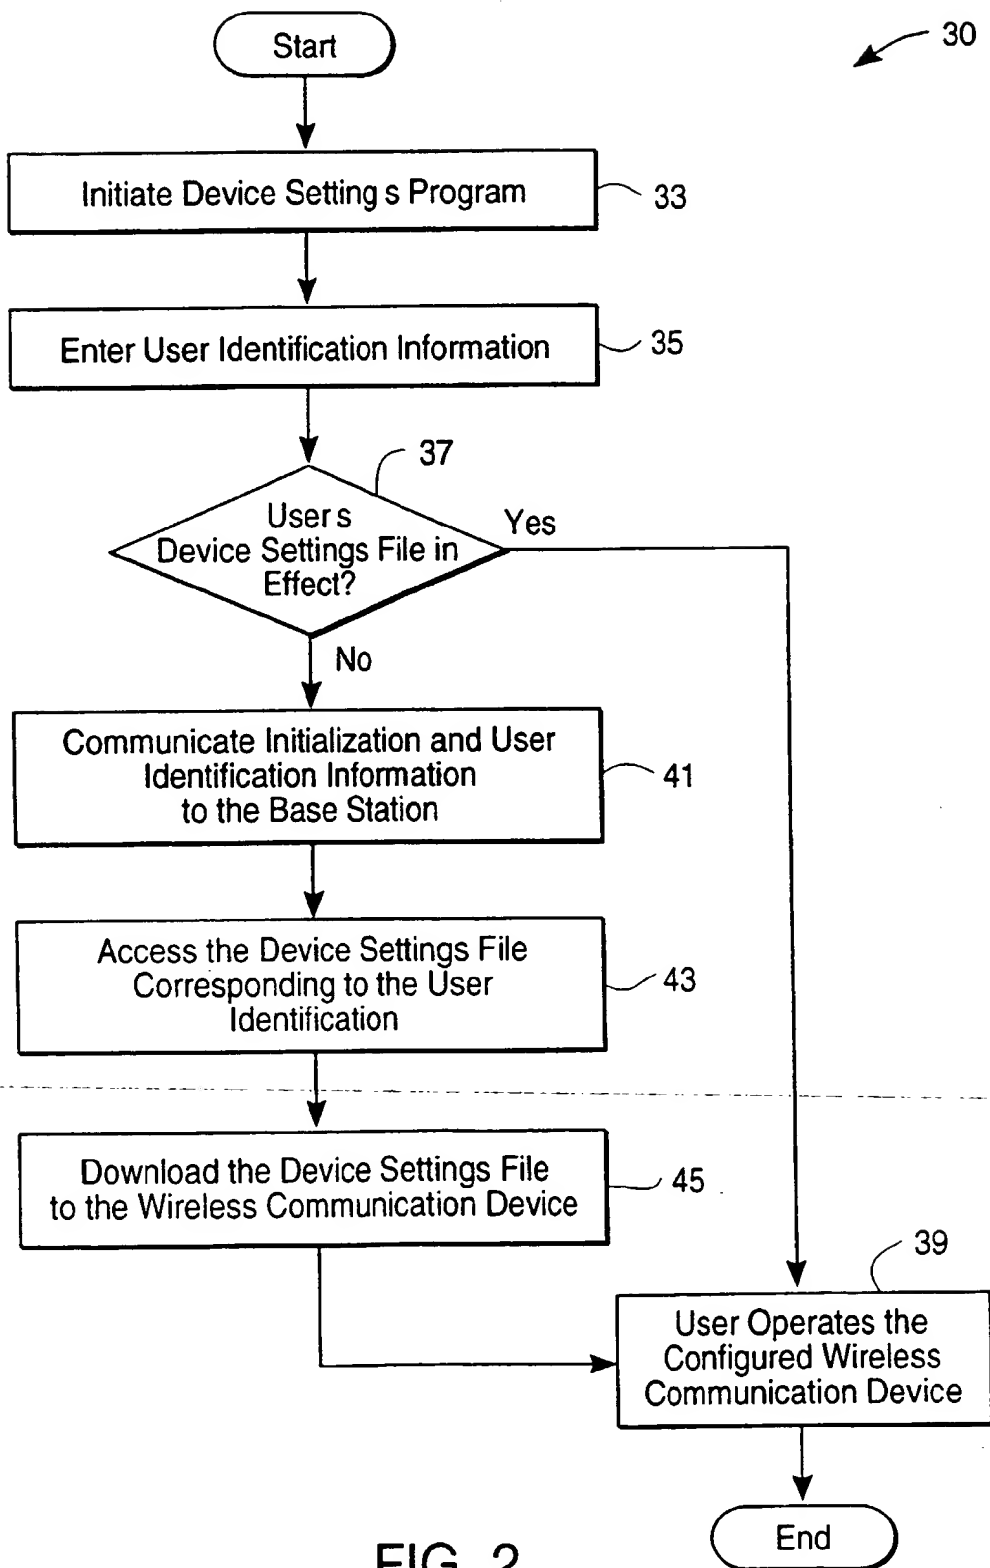 Start
30
Initiate Device Setting s Program
33
Enter User Identification Information
35
37
User s
Device Settings File in
Effect?
Yes
No
Communicate Initialization and User
Identification Information
to the Base Station
41
Access the Device Settings File
Corresponding to the User
Identification
43
Download the Device Settings File
to the Wireless Communication Device
45
39
User Operates the
Configured Wireless
Communication Device
End
FIG. 2